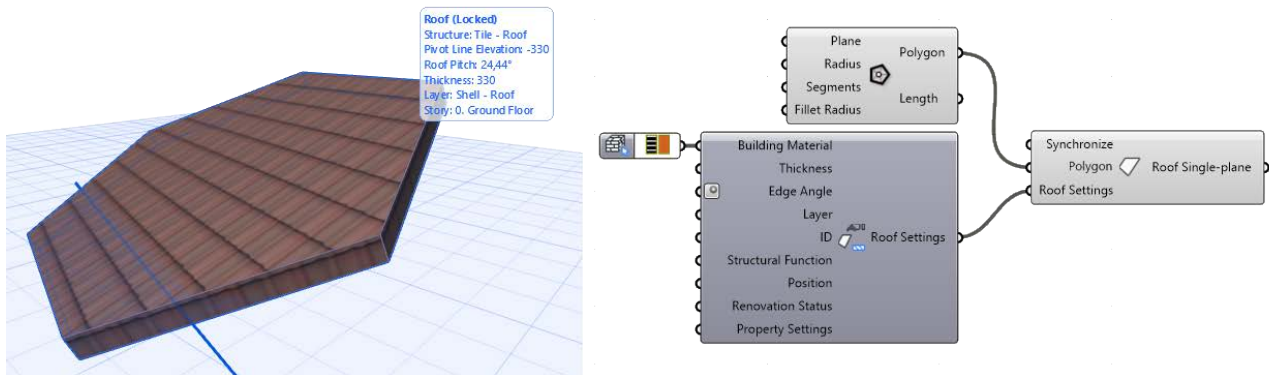 Roof (Locked)
Structure: Tile - Roof
Pivot Line Elevation: -330
Roof Pitch: 24,44°
Thickness: 330
Layer: Shell - Roof
Story: 0. Ground Floor
Plane
Radius
Segments
Fillet Radius
Polygon
Length
Building Material
Thickness
Edge Angle
Layer
ID
Structural Function
Position
Renovation Status
Property Settings
Roof Settings
Synchronize
Polygon
Roof Settings
Roof Single-plane